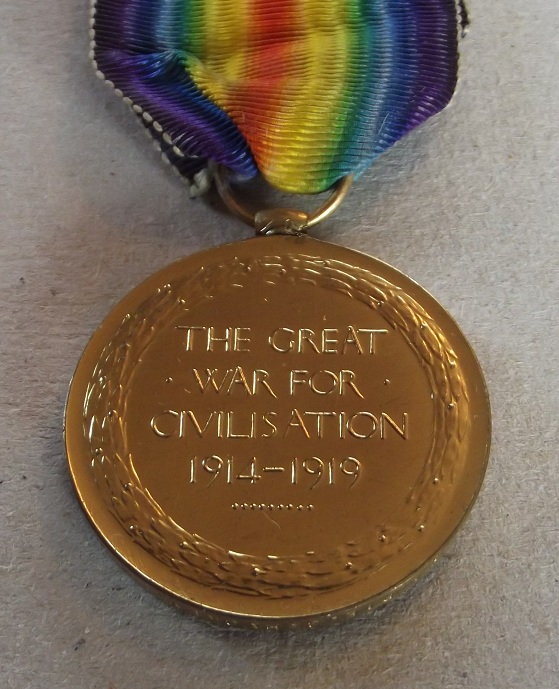 THE GREAT
· WAR FOR ·
CIVILISATION
1914-1919